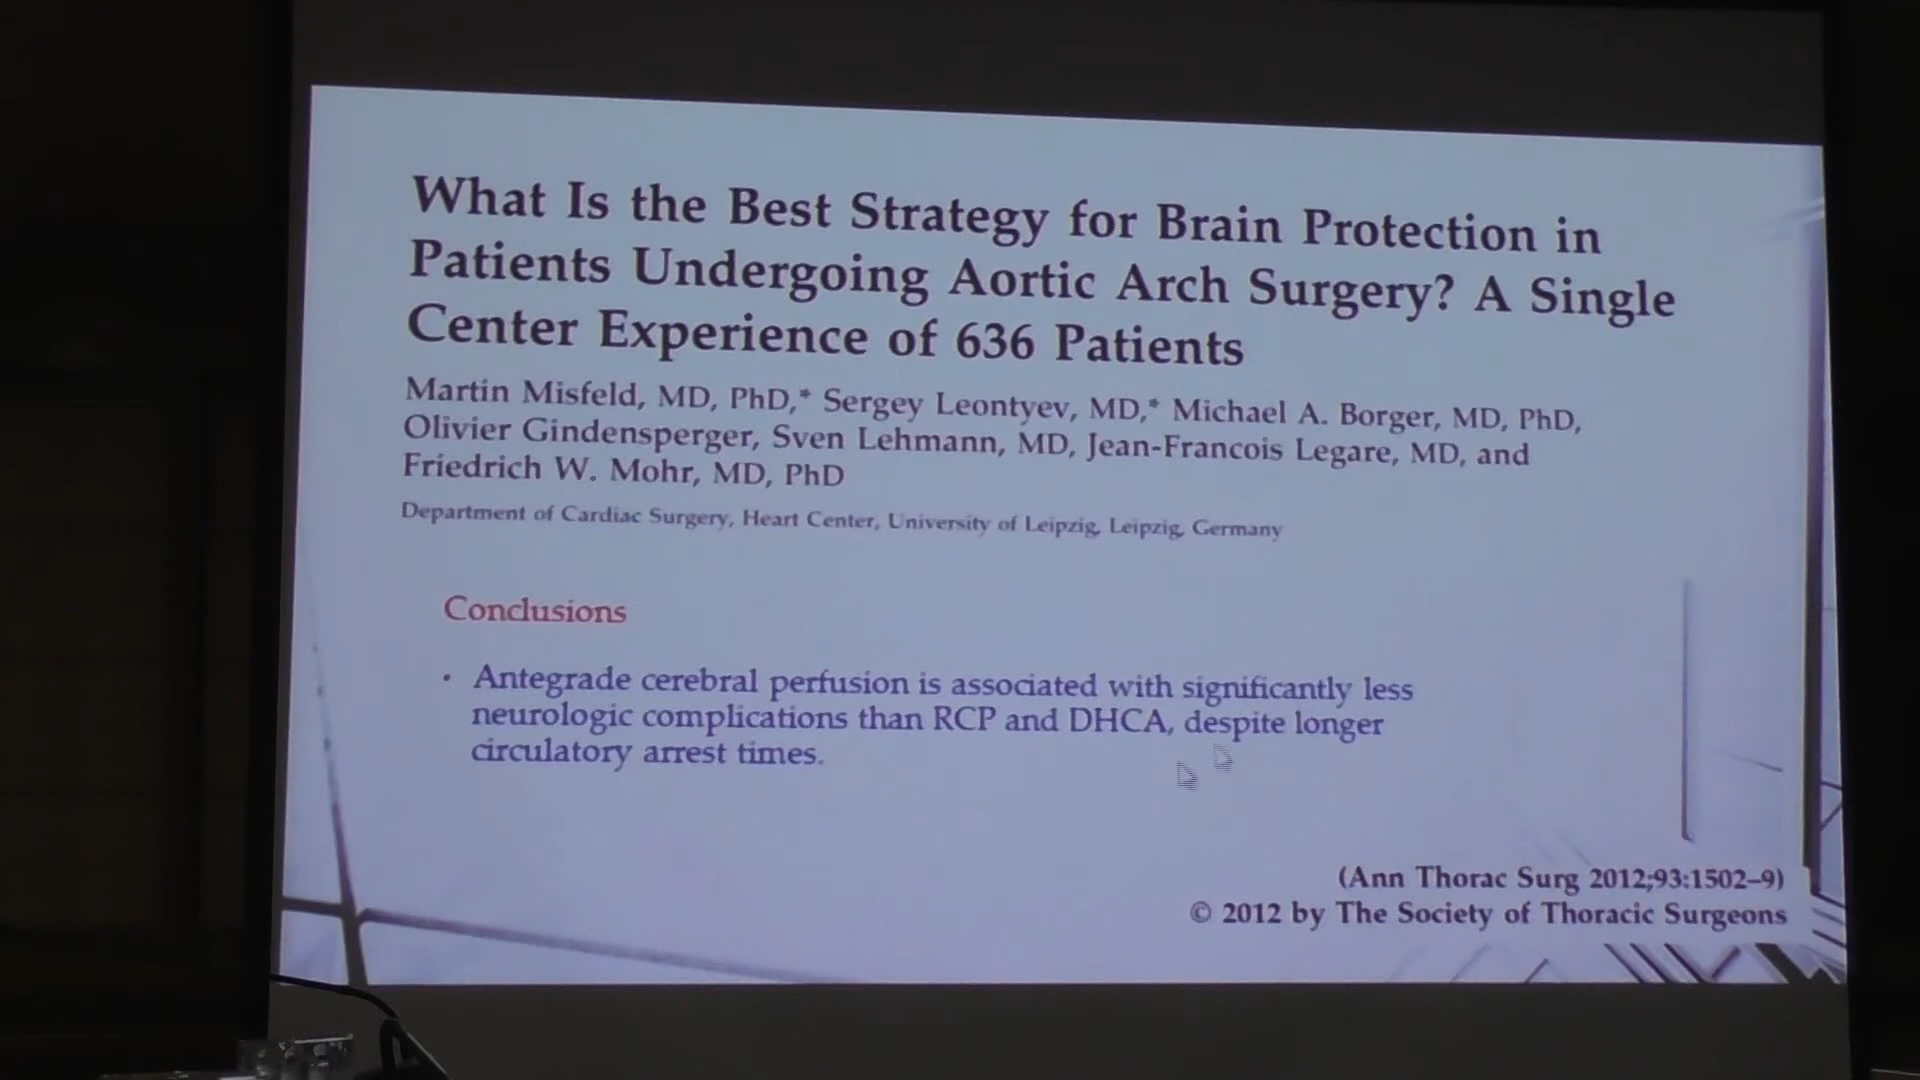 What Is the Best Strategy for Brain Protection in
Patients Undergoing Aortic Arch Surgery? A Single
Center Experience of 636 Patients
Martin Misfeld, MD, PhD,* Sergey Leontyev, MD,* Michael A. Borger, MD, PhD,
Olivier Gindensperger, Sven Lehmann, MD, Jean-Francois Legare, MD, and
Friedrich W. Mohr, MD, PhD
Department of Cardiac Surgery, Heart Center, University of Leipzig, Leipzig, Germany
Conclusions
• Antegrade cerebral perfusion is associated with significantly less
neurologic complications than RCP and DHCA, despite longer
circulatory arrest times.
(Ann Thorac Surg 2012;93:1502–9)
© 2012 by The Society of Thoracic Surgeons